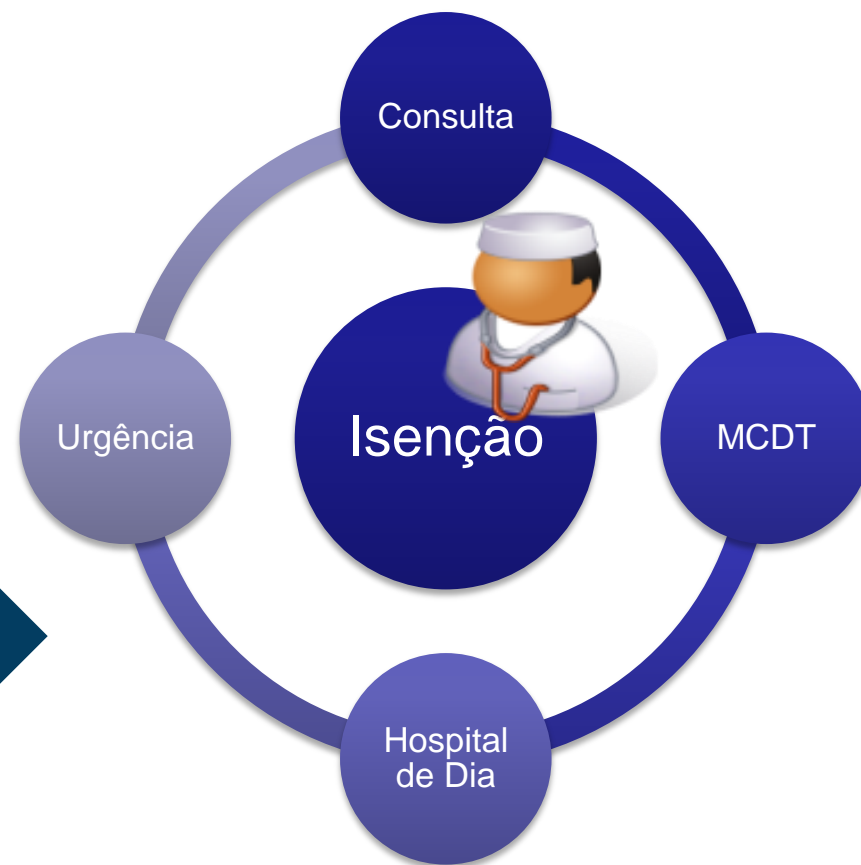 Consulta
Urgência
Isenção
MCDT
Hospital
de Dia